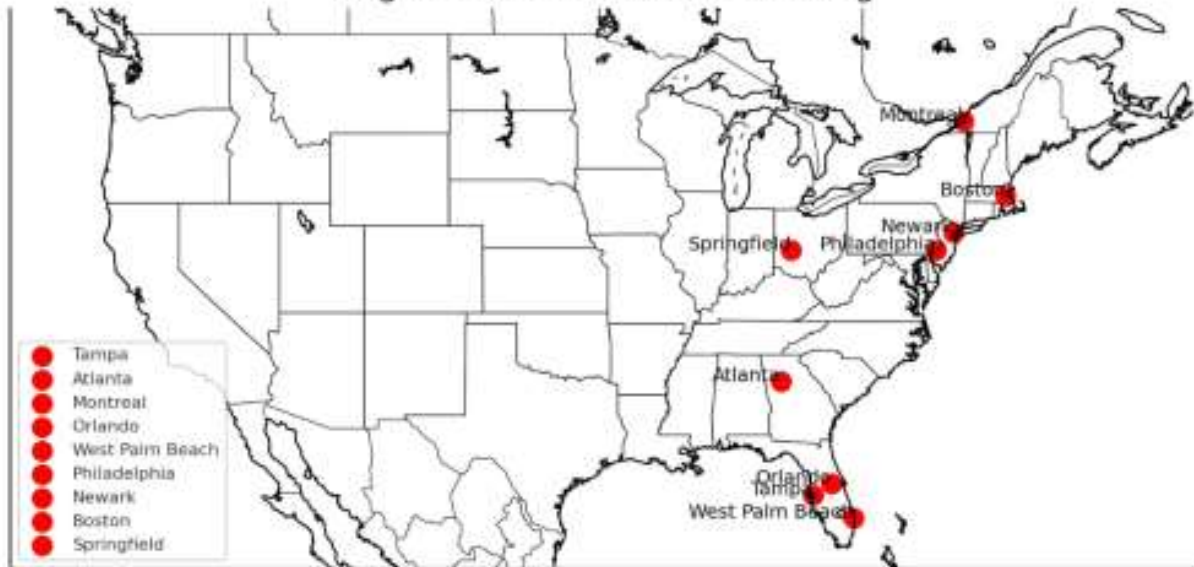 Montreal
Boston
Newark
Springfield
Philadelphia
Atlanta
Orlando
Tampa
West Palm Beach
Tampa
Atlanta
Montreal
Orlando
West Palm Beach
Philadelphia
Newark
Boston
Springfield